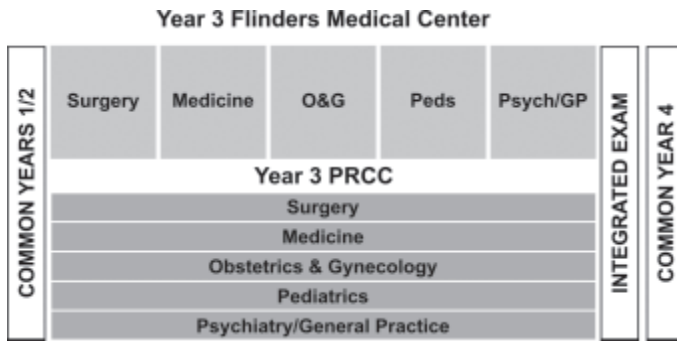 Year 3 Flinders Medical Center
COMMON YEARS 1/2
Surgery
Medicine
O&G
Peds
Psych/GP
Year 3 PRCC
Surgery
Medicine
Obstetrics & Gynecology
Pediatrics
Psychiatry/General Practice
INTEGRATED EXAM
COMMON YEAR 4